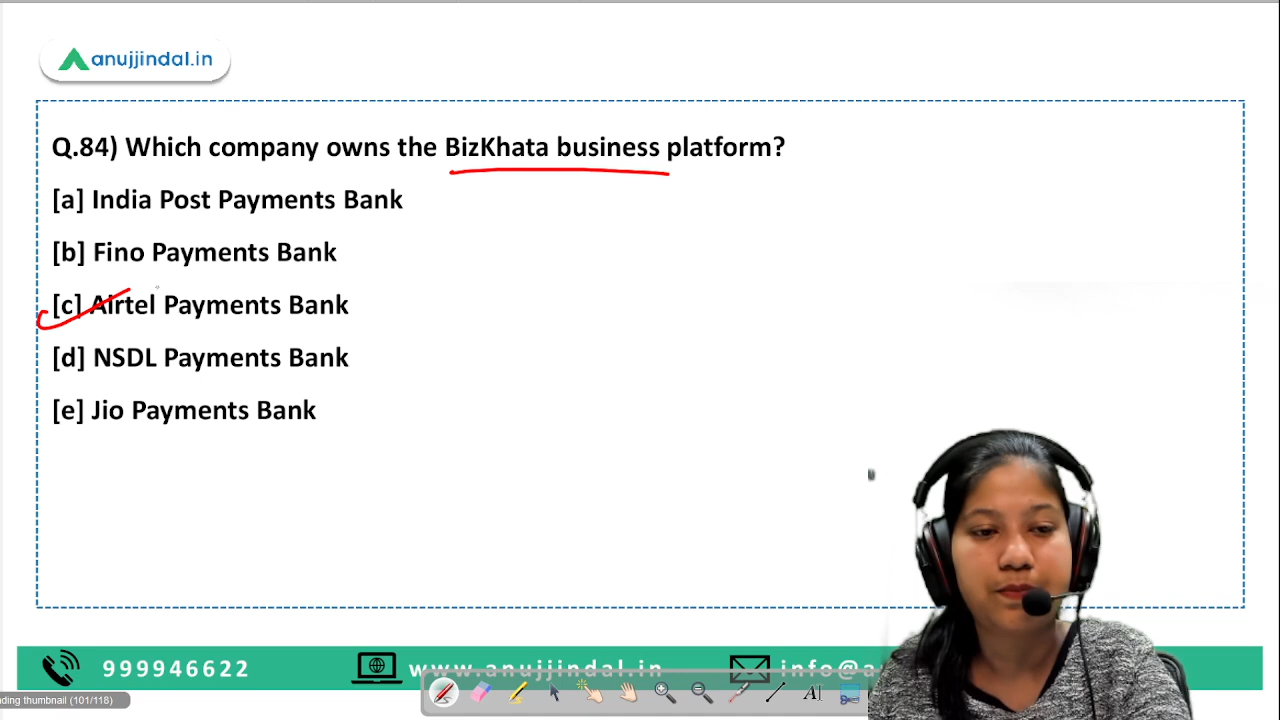 anujjindal.in
Q.84) Which company owns the BizKhata business platform?
[a] India Post Payments Bank
[b] Fino Payments Bank
[c] Airtel Payments Bank
[d] NSDL Payments Bank
[e] Jio Payments Bank
999946622
www.anujjindal.in
info@a
ding thumbnail (101/118)